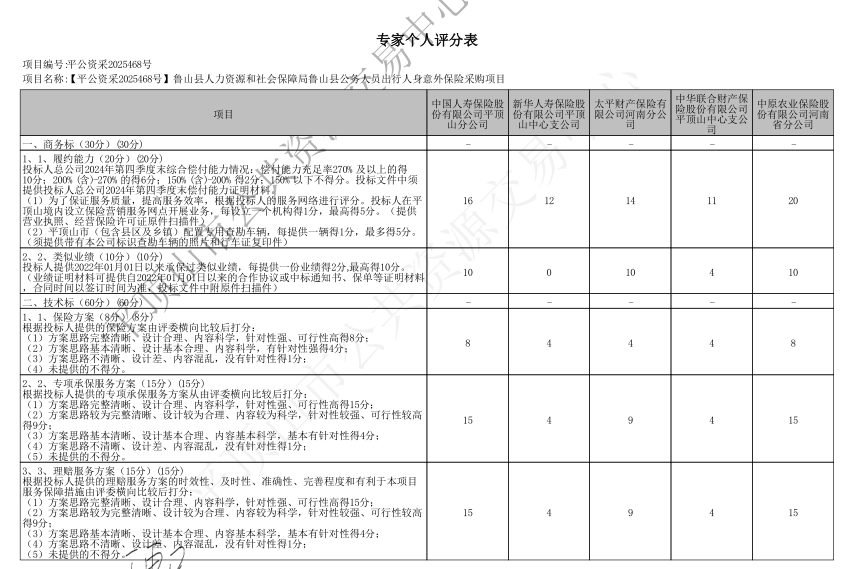 专家个人评分表
项目编号:平公资采2025468号
项目名称:【平公资采2025468号】鲁山县人力资源和社会保障局鲁山县公务人员出行人身意外保险采购项目
项目
中国人寿保险股
份有限公司平顶
山分公司
新华人寿保险股
份有限公司平顶
山中心支公司
太平财产保险有
限公司河南分公
司
中华联合财产保
险股份有限公司
平顶山中心支公
司
中原农业保险股
份有限公司河南
省分公司
一、商务标（30分）(30分) – – – – –
1、1、履约能力（20分）(20分)
投标人总公司2024年第四季度末综合偿付能力情况：偿付能力充足率270% 及以上的得
10分；200%(含)-270% 的得6分；150%(含)-200% 得2分；150% 以下不得分。投标文件中须
提供投标人总公司2024年第四季度末偿付能力证明材料。
（1）为了保证服务质量，提高服务效率，根据投标人的服务网络进行评分。投标人在平
顶山境内设立保险营销服务网点开展业务，每设立一个机构得1分，最高得5分。（提供
营业执照、经营保险许可证原件扫描件）
（2）平顶山市（包含县区及乡镇）配置专用查勘车辆，每提供一辆得1分，最多得5分。
（须提供带有本公司标识查勘车辆的照片和行车证复印件）
16 12 14 11 20
2、2、类似业绩（10分）(10分)
投标人提供2022年01月01日以来承保过类似业绩，每提供一份业绩得2分,最高得10分。
（业绩证明材料可提供自2022年01月01日以来的合作协议或中标通知书、保单等证明材料
，合同时间以签订时间为准，投标文件中附原件扫描件）
10 0 10 4 10
二、技术标（60分）(60分) – – – – –
1、1、保险方案（8分）(8分)
根据投标人提供的保险方案由评委横向比较后打分：
（1）方案思路完整清晰、设计合理、内容科学，针对性强、可行性高得8分；
（2）方案思路基本清晰、设计基本合理、内容科学，有针对性强得4分；
（3）方案思路不清晰、设计差、内容混乱，没有针对性得1分；
（4）未提供的不得分。
8 4 4 4 8
2、2、专项承保服务方案（15分）(15分)
根据投标人提供的专项承保服务方案从由评委横向比较后打分：
（1）方案思路完整清晰、设计合理、内容科学，针对性强、可行性高得15分；
（2）方案思路较为完整清晰、设计较为合理、内容较为科学，针对性较强、可行性较高
得9分；
（3）方案思路基本清晰、设计基本合理、内容基本科学，基本有针对性得4分；
（4）方案思路不清晰、设计差、内容混乱，没有针对性得1分；
（5）未提供的不得分。
15 4 9 4 15
3、3、理赔服务方案（15分）(15分)
根据投标人提供的理赔服务方案的时效性、及时性、准确性、完善程度和有利于本项目
服务保障措施由评委横向比较后打分：
（1）方案思路完整清晰、设计合理、内容科学，针对性强、可行性高得15分；
（2）方案思路较为完整清晰、设计较为合理、内容较为科学，针对性较强、可行性较高
得9分；
（3）方案思路基本清晰、设计基本合理、内容基本科学，基本有针对性得4分；
（4）方案思路不清晰、设计差、内容混乱，没有针对性得1分；
（5）未提供的不得分。
15 4 9 4 15